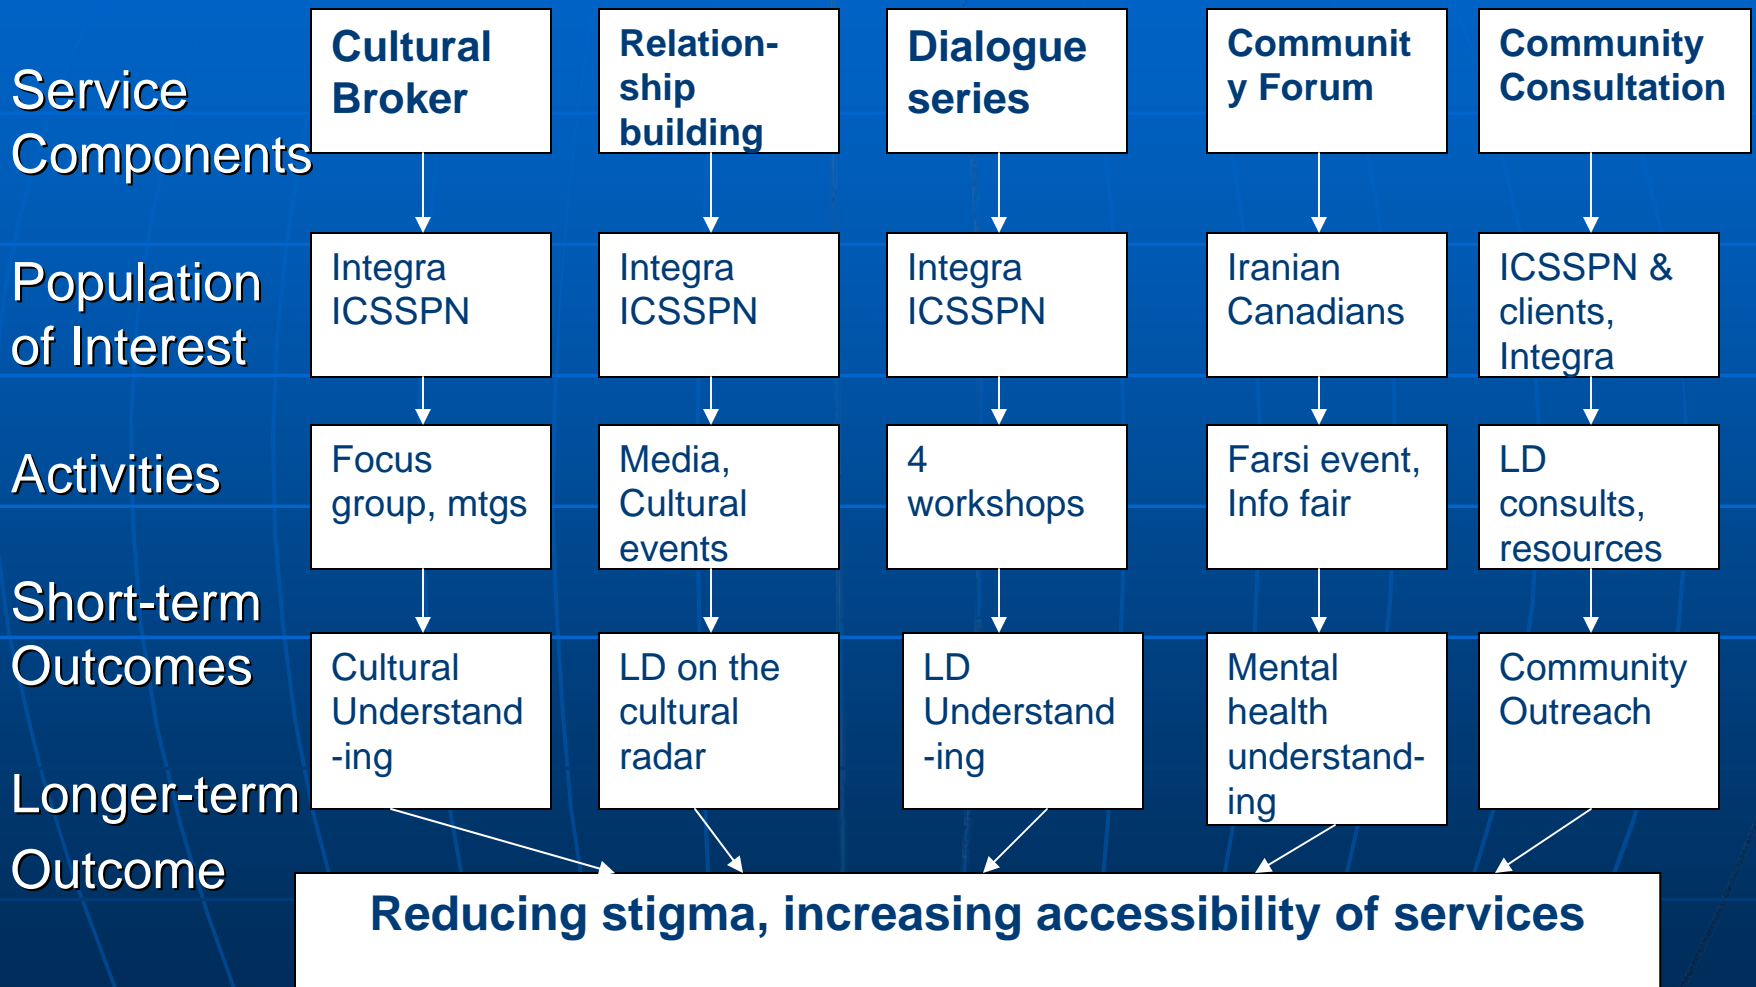 Service
Components
Cultural
Broker
Relation-
ship
building
Dialogue
series
Communit
y Forum
Community
Consultation
Population
of Interest
Integra
ICSSPN
Integra
ICSSPN
Integra
ICSSPN
Iranian
Canadians
ICSSPN &
clients,
Integra
Activities
Focus
group, mtgs
Media,
Cultural
events
4
workshops
Farsi event,
Info fair
LD
consults,
resources
Short-term
Outcomes
Cultural
Understand
-ing
LD on the
cultural
radar
LD
Understand
-ing
Mental
health
understand-
ing
Community
Outreach
Longer-term
Outcome
Reducing stigma, increasing accessibility of services